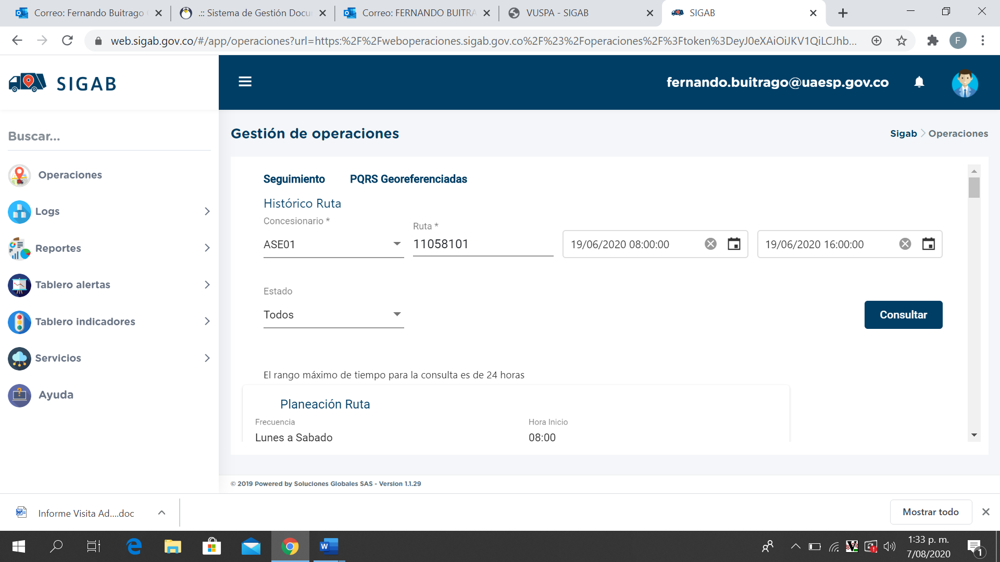 Correo: Fernando Buitrago
.:: Sistema de Gestión Docu
Correo: FERNANDO BUITRA
VUSPA - SIGAB
SIGAB
web.sigab.gov.co/#/app/operaciones?url=https:%2F%2Fweboperaciones.sigab.gov.co%2F%23%2Foperaciones%2F%3Ftoken%3DeyJ0eXAiOiJKV1QiLCJhb...
F
SIGAB
fernando.buitrago@uaesp.gov.co
Buscar...
Operaciones
Logs
Reportes
Tablero alertas
Tablero indicadores
Servicios
Ayuda
Gestión de operaciones
Sigab > Operaciones
Seguimiento PQRS Georeferenciadas
Histórico Ruta
Concesionario *
Ruta *
ASE01
11058101
19/06/2020 08:00:00
19/06/2020 16:00:00
Estado
Todos
Consultar
El rango máximo de tiempo para la consulta es de 24 horas
Planeación Ruta
Frecuencia
Hora Inicio
Lunes a Sabado
08:00
© 2019 Powered by Soluciones Globales SAS - Version 1.1.29
Informe Visita Ad....doc
Mostrar todo
1:33 p. m.
7/08/2020
1